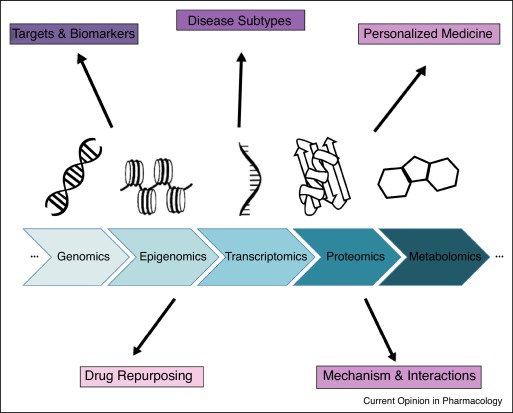 Disease Subtypes
Targets & Biomarkers
Personalized Medicine
... Genomics Epigenomics Transcriptomics Proteomics Metabolomics ...
Drug Repurposing
Mechanism & Interactions
Current Opinion in Pharmacology